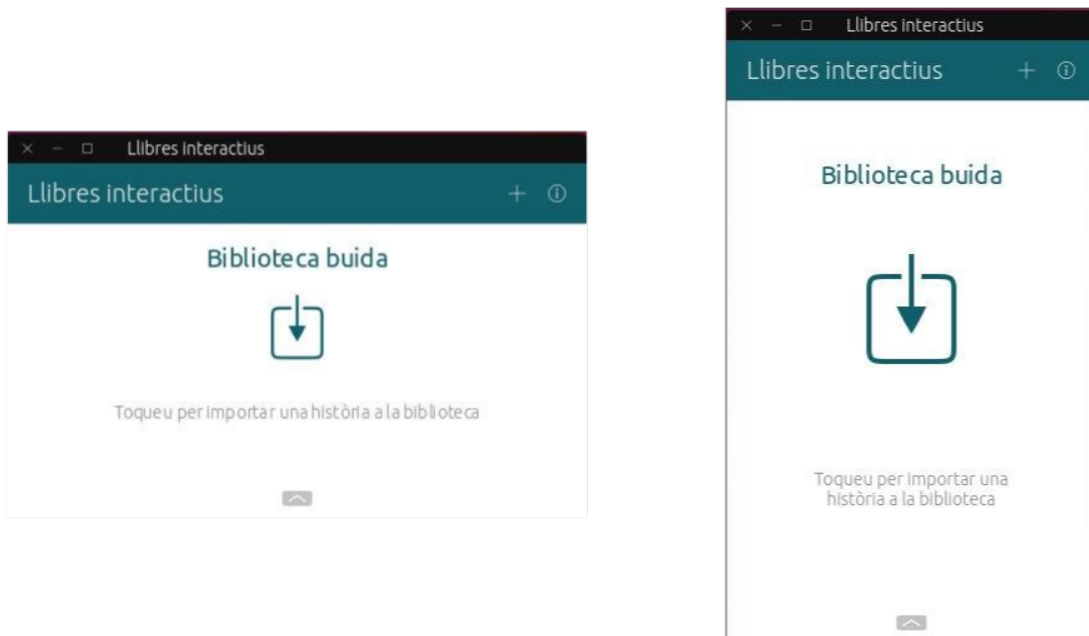 Llibres interactius
Llibres interactius
Biblioteca buida
Toqueu per importar una història a la biblioteca
Llibres interactius
Llibres interactius
Biblioteca buida
Toqueu per importar una
història a la biblioteca